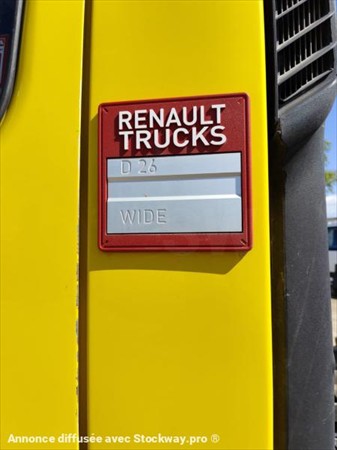 RENAULT
TRUCKS
D 26
WIDE
Annonce diffusée avec Stockway.pro ®